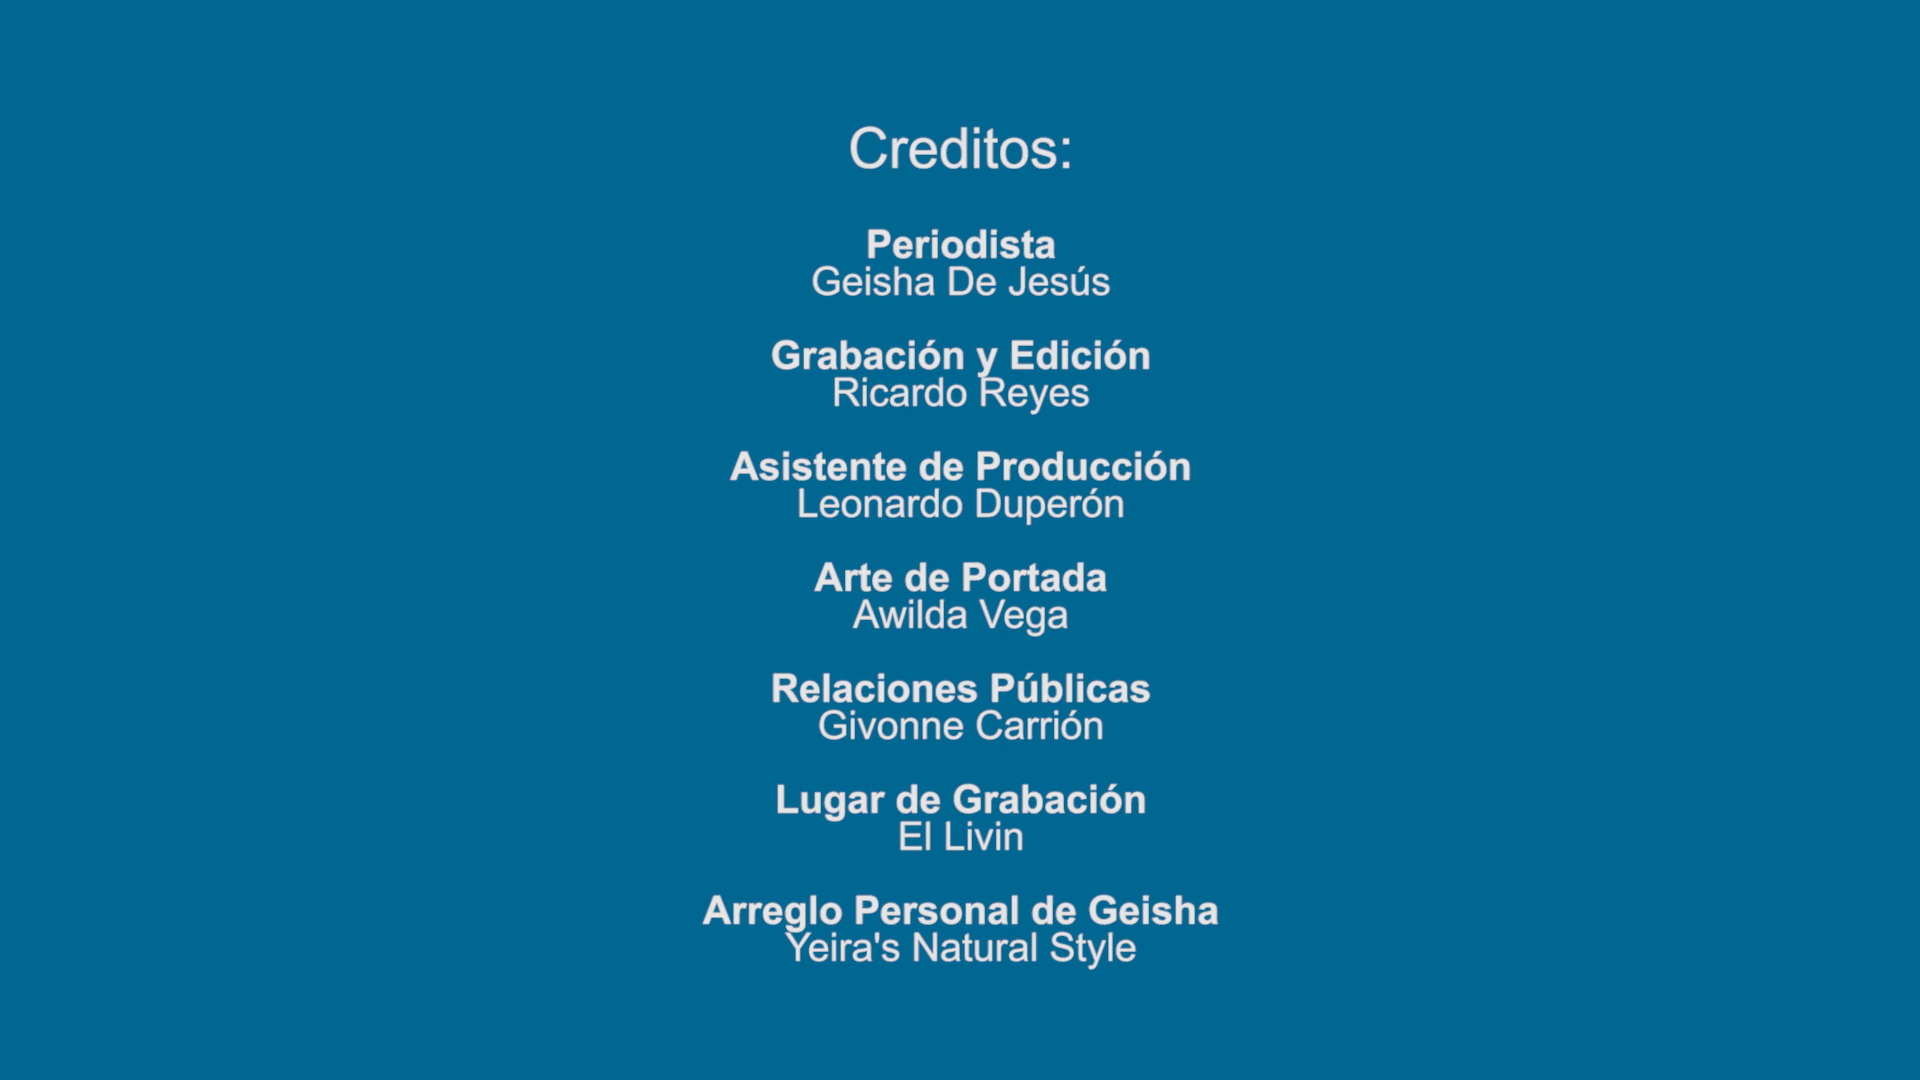 Creditos:
Periodista
Geisha De Jesús
Grabación y Edición
Ricardo Reyes
Asistente de Producción
Leonardo Duperón
Arte de Portada
Awilda Vega
Relaciones Públicas
Givonne Carrión
Lugar de Grabación
El Livin
Arreglo Personal de Geisha
Yeira's Natural Style